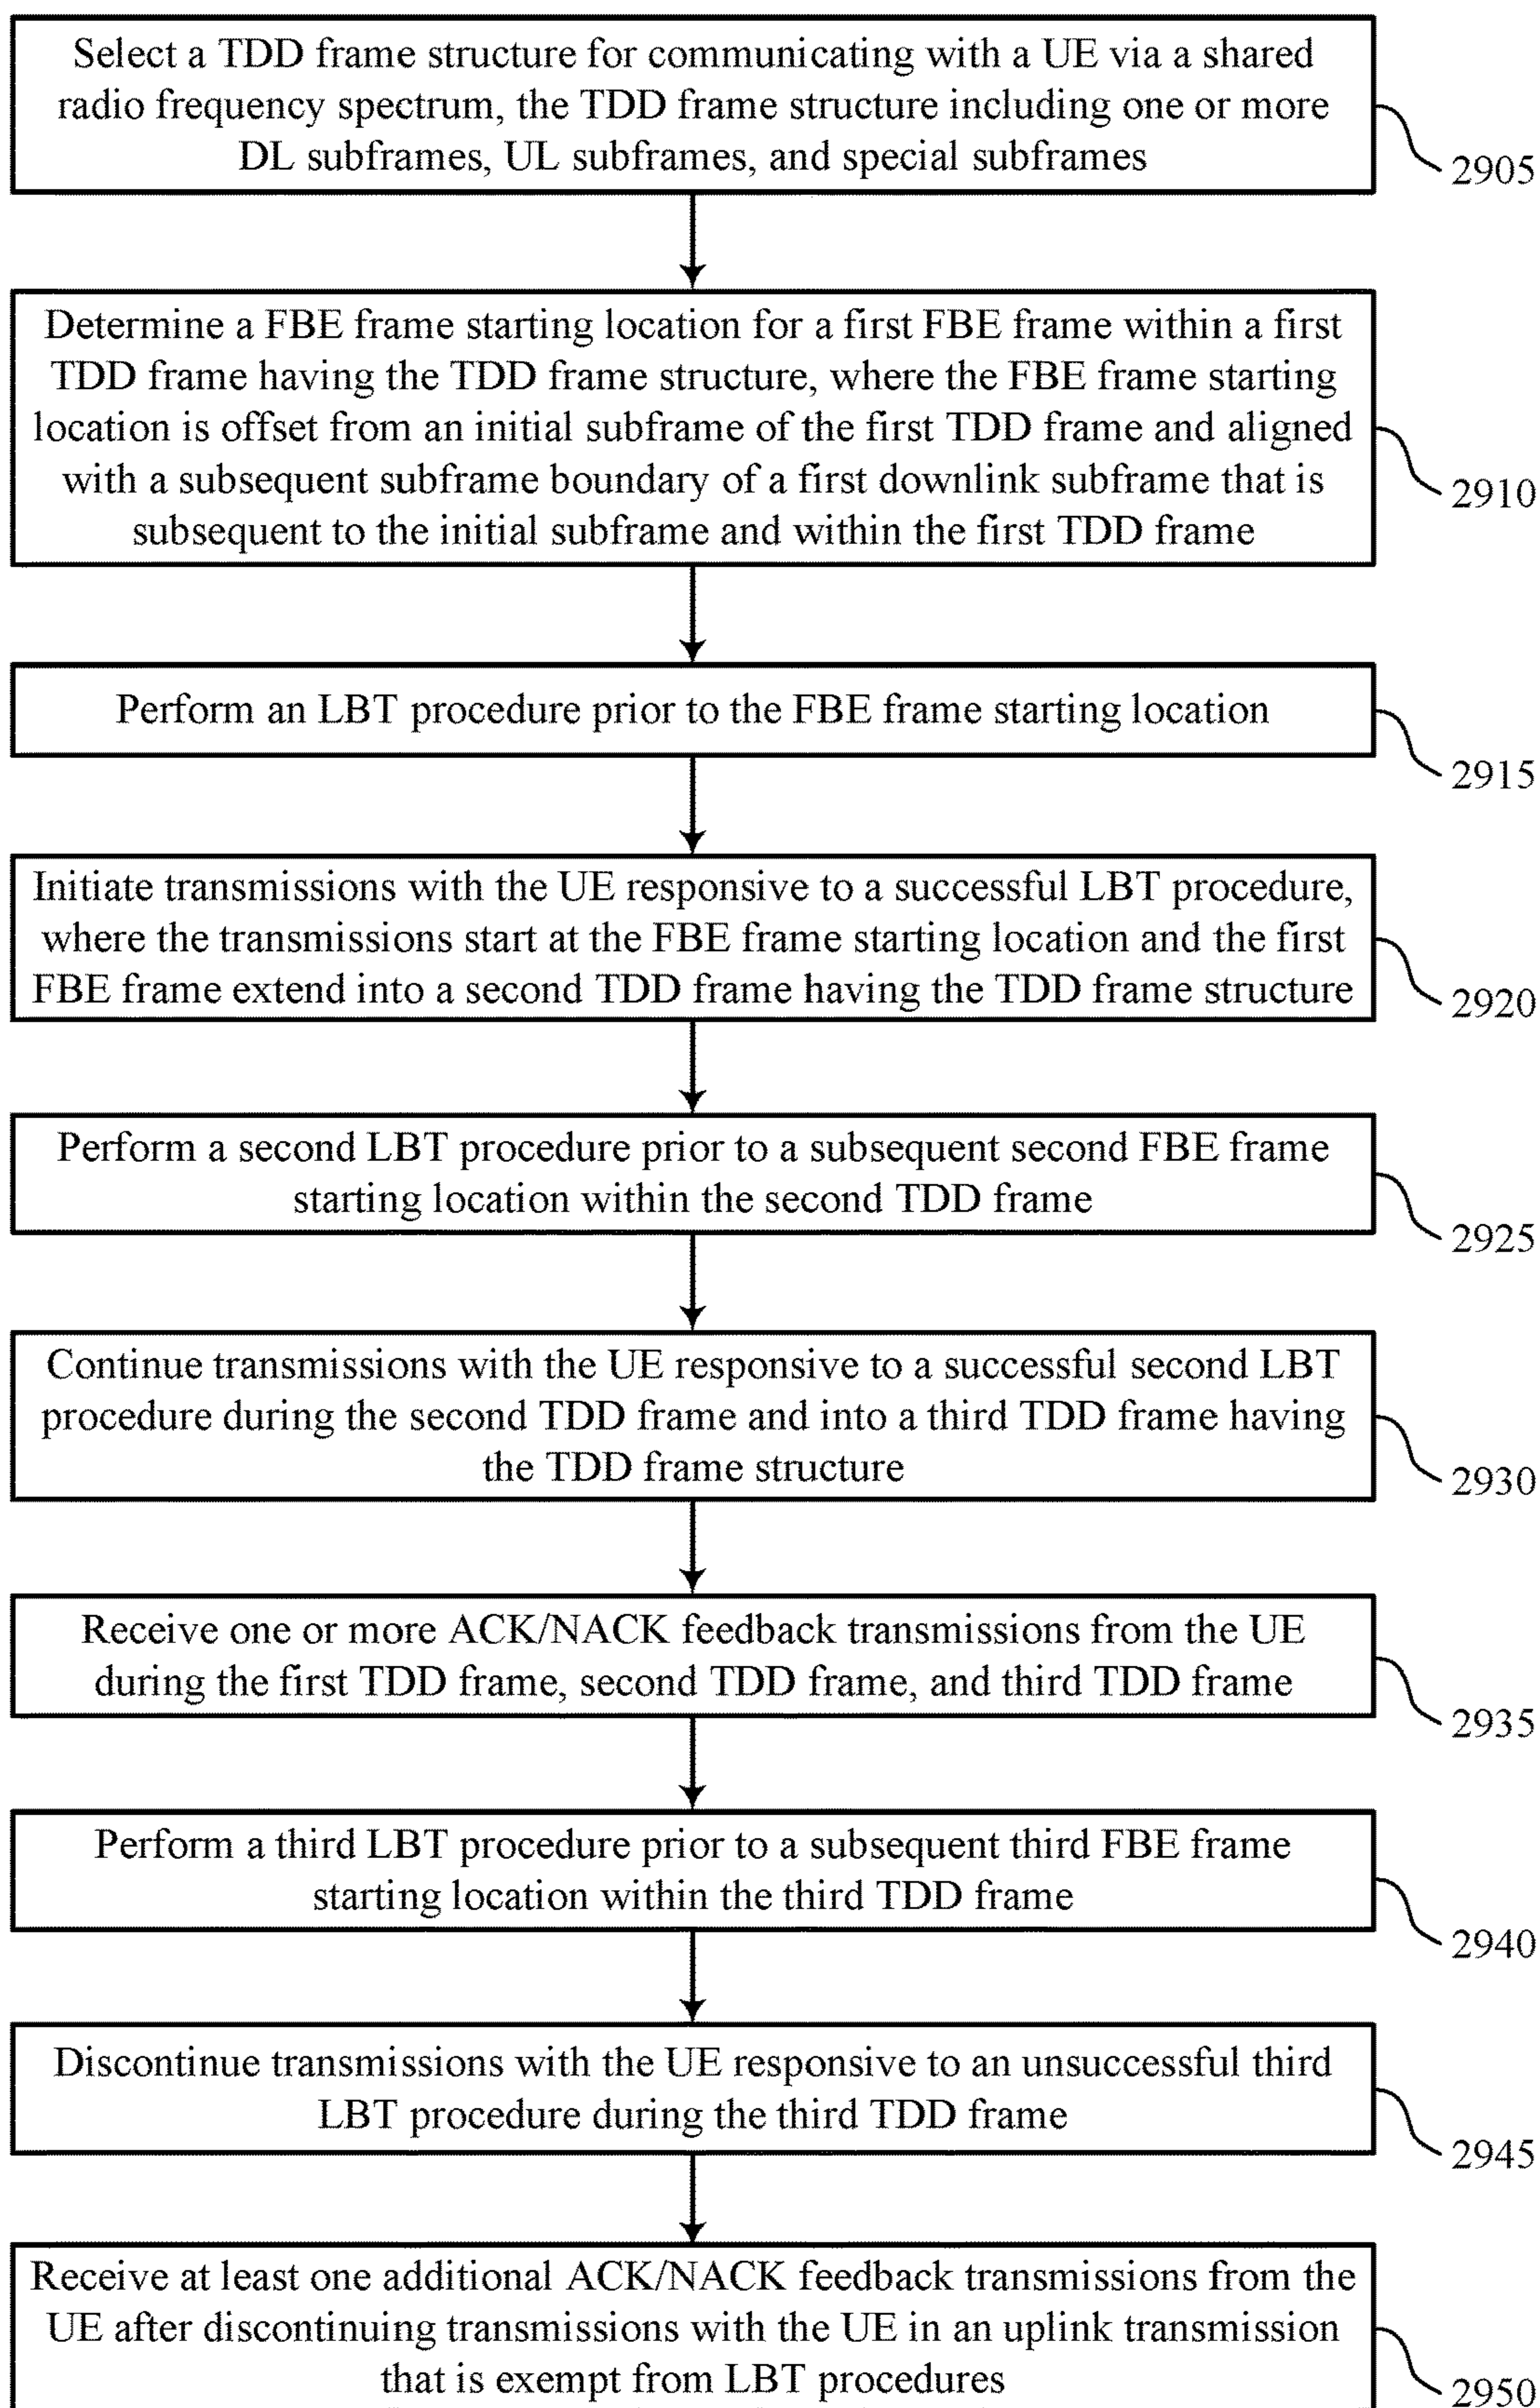 Select a TDD frame structure for communicating with a UE via a shared
radio frequency spectrum, the TDD frame structure including one or more
DL subframes, UL subframes, and special subframes
2905
Determine a FBE frame starting location for a first FBE frame within a first
TDD frame having the TDD frame structure, where the FBE frame starting
location is offset from an initial subframe of the first TDD frame and aligned
with a subsequent subframe boundary of a first downlink subframe that is
subsequent to the initial subframe and within the first TDD frame
2910
Perform an LBT procedure prior to the FBE frame starting location
2915
Initiate transmissions with the UE responsive to a successful LBT procedure,
where the transmissions start at the FBE frame starting location and the first
FBE frame extend into a second TDD frame having the TDD frame structure
2920
Perform a second LBT procedure prior to a subsequent second FBE frame
starting location within the second TDD frame
2925
Continue transmissions with the UE responsive to a successful second LBT
procedure during the second TDD frame and into a third TDD frame having
the TDD frame structure
2930
Receive one or more ACK/NACK feedback transmissions from the UE
during the first TDD frame, second TDD frame, and third TDD frame
2935
Perform a third LBT procedure prior to a subsequent third FBE frame
starting location within the third TDD frame
2940
Discontinue transmissions with the UE responsive to an unsuccessful third
LBT procedure during the third TDD frame
2945
Receive at least one additional ACK/NACK feedback transmissions from the
UE after discontinuing transmissions with the UE in an uplink transmission
that is exempt from LBT procedures
2950